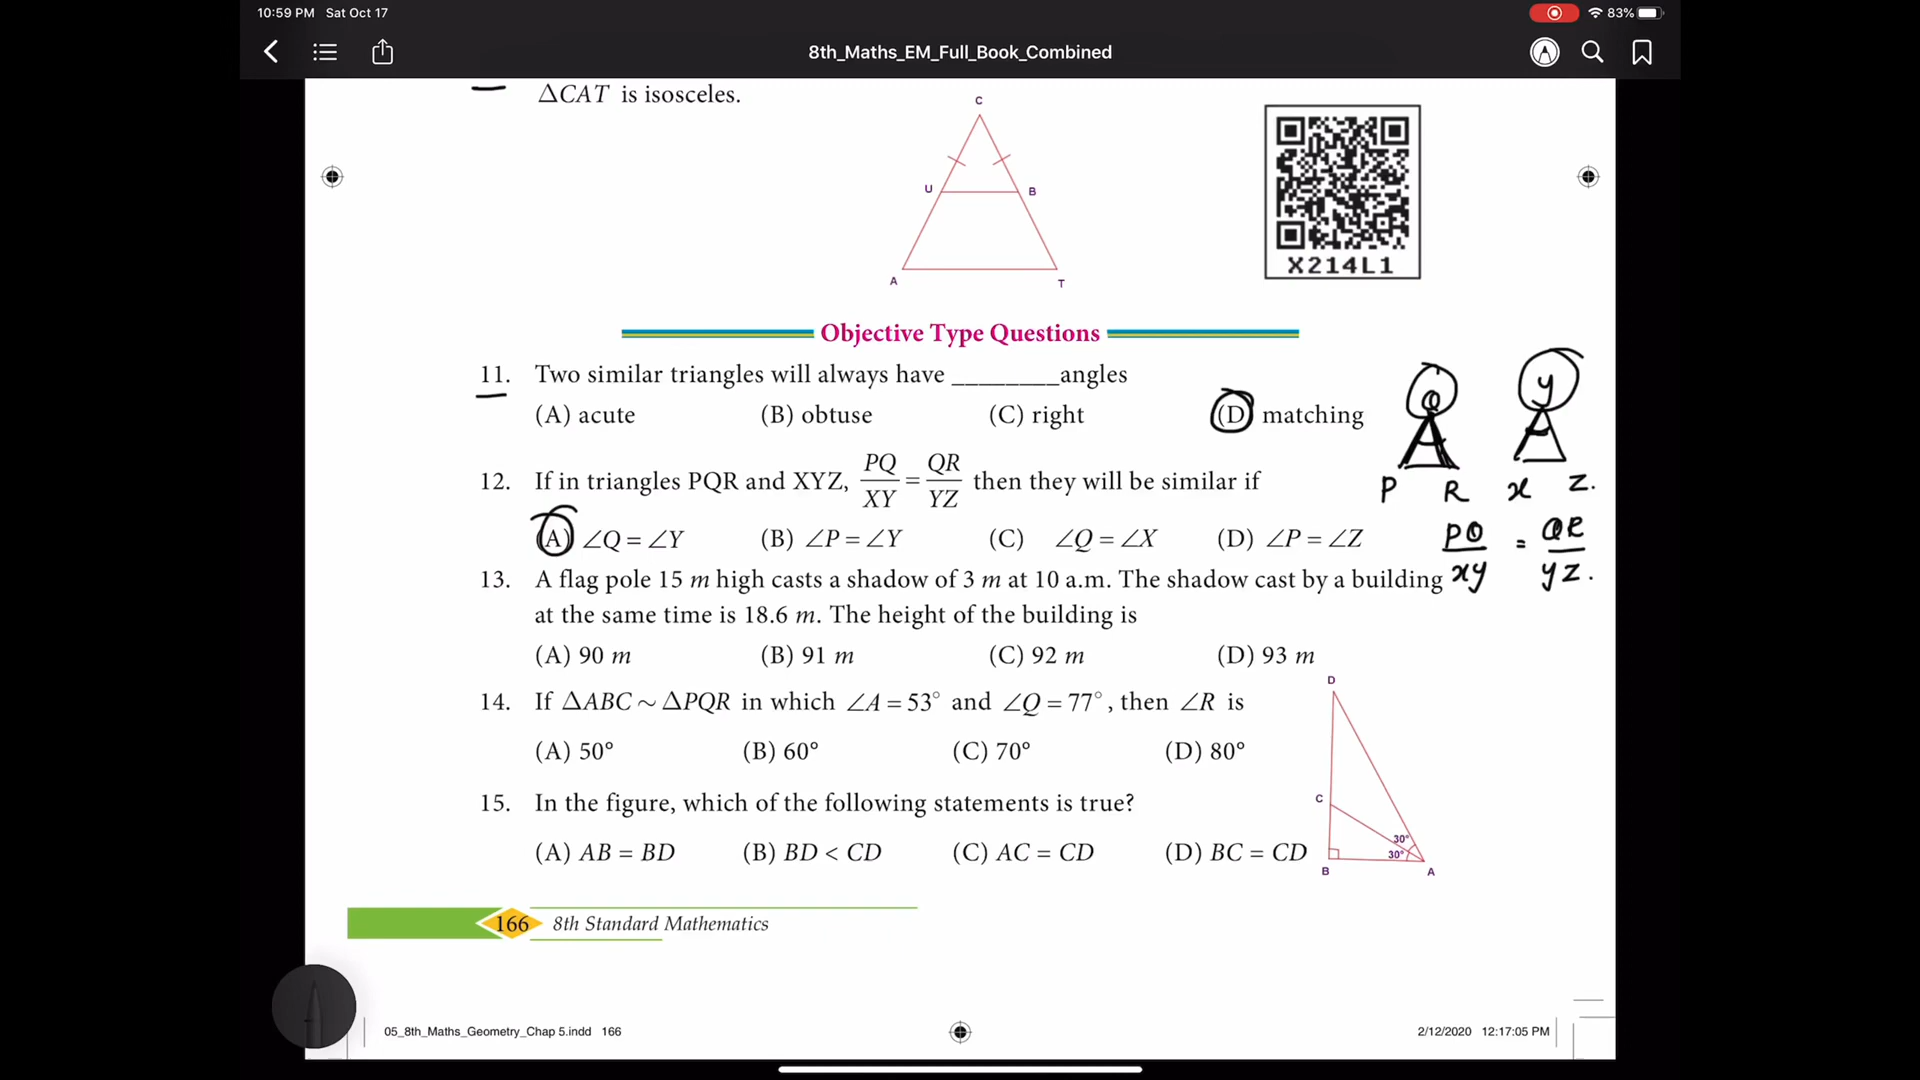 10:59 PM Sat Oct 17
83%
8th_Maths_EM_Full_Book_Combined
ΔCAT is isosceles.
C
U
B
A
T
X214L1
Objective Type Questions
11. Two similar triangles will always have ________angles
(A) acute (B) obtuse (C) right (D) matching
Q
y
P R x Z.
12. If in triangles PQR and XYZ, PQ/XY = QR/YZ then they will be similar if
(A) ∠Q = ∠Y (B) ∠P = ∠Y (C) ∠Q = ∠X (D) ∠P = ∠Z
PQ/xy = QR/yz.
13. A flag pole 15 m high casts a shadow of 3 m at 10 a.m. The shadow cast by a building
at the same time is 18.6 m. The height of the building is
(A) 90 m (B) 91 m (C) 92 m (D) 93 m
14. If ΔABC ~ ΔPQR in which ∠A = 53° and ∠Q = 77°, then ∠R is
(A) 50° (B) 60° (C) 70° (D) 80°
15. In the figure, which of the following statements is true?
(A) AB = BD (B) BD < CD (C) AC = CD (D) BC = CD
D
C
30°
30°
B
A
166 8th Standard Mathematics
05_8th_Maths_Geometry_Chap 5.indd 166
2/12/2020 12:17:05 PM